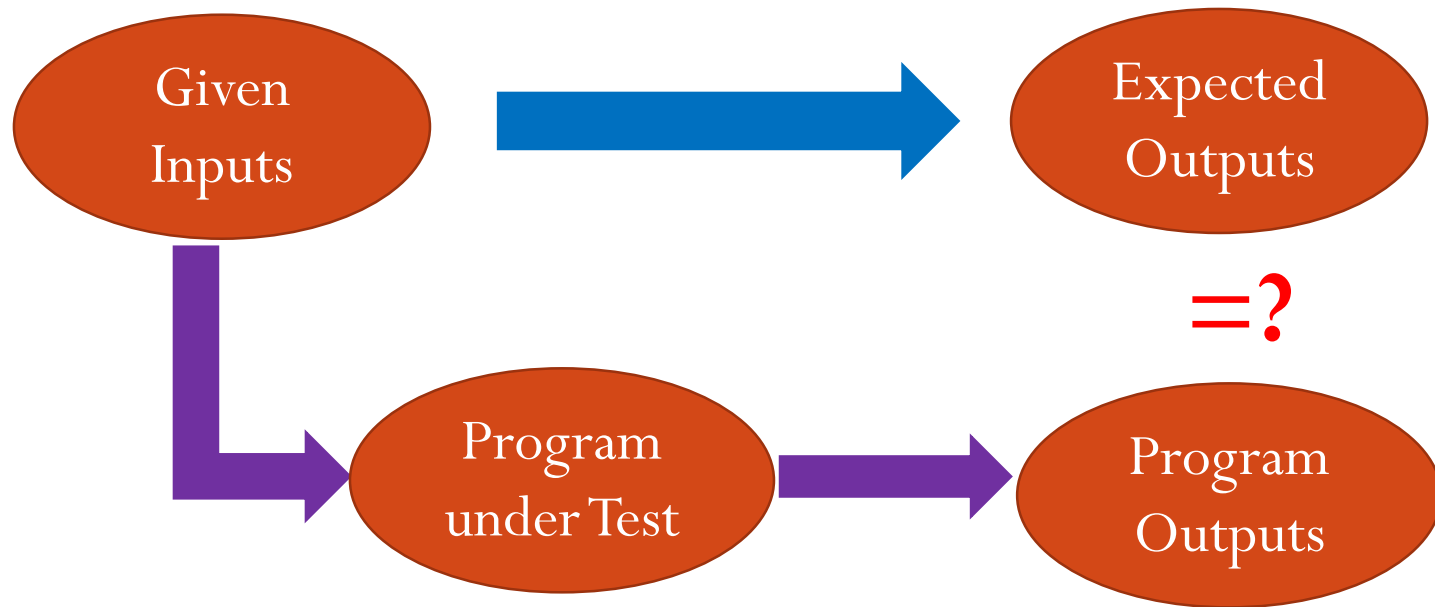 Given
Inputs
Expected
Outputs
=?
Program
under Test
Program
Outputs